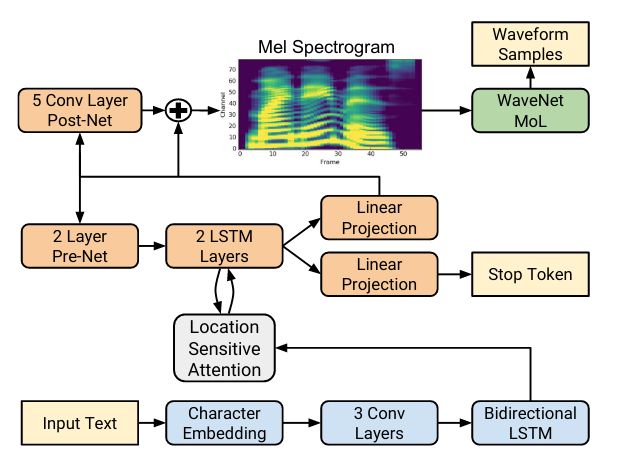 Waveform
Samples
Mel Spectrogram
5 Conv Layer
Post-Net
WaveNet
MoL
Channel
70
60
50
40
30
20
10
0
0 10 20 30 40 50
Frame
2 Layer
Pre-Net
2 LSTM
Layers
Linear
Projection
Linear
Projection
Stop Token
Location
Sensitive
Attention
Input Text
Character
Embedding
3 Conv
Layers
Bidirectional
LSTM